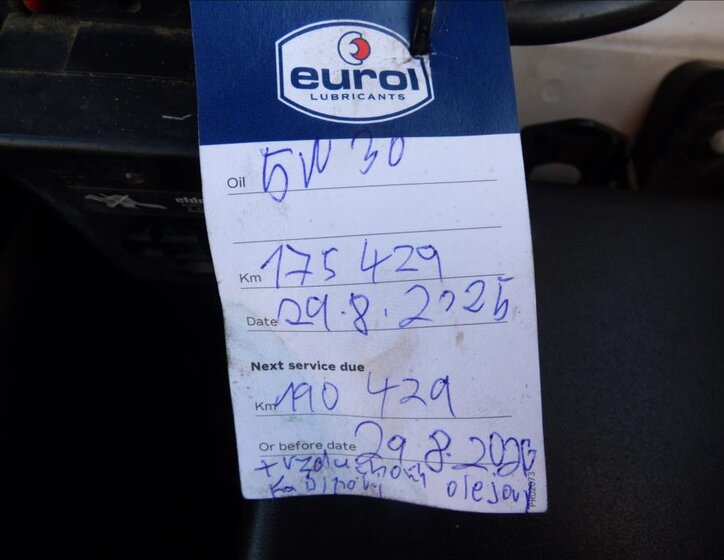 eurol
LUBRICANTS
Oil 5W 30
Km 175 429
Date 29.8.2025
Next service due
Km 190 429
Or before date 29.8.2026
+ vzduchový
kabinový olejový